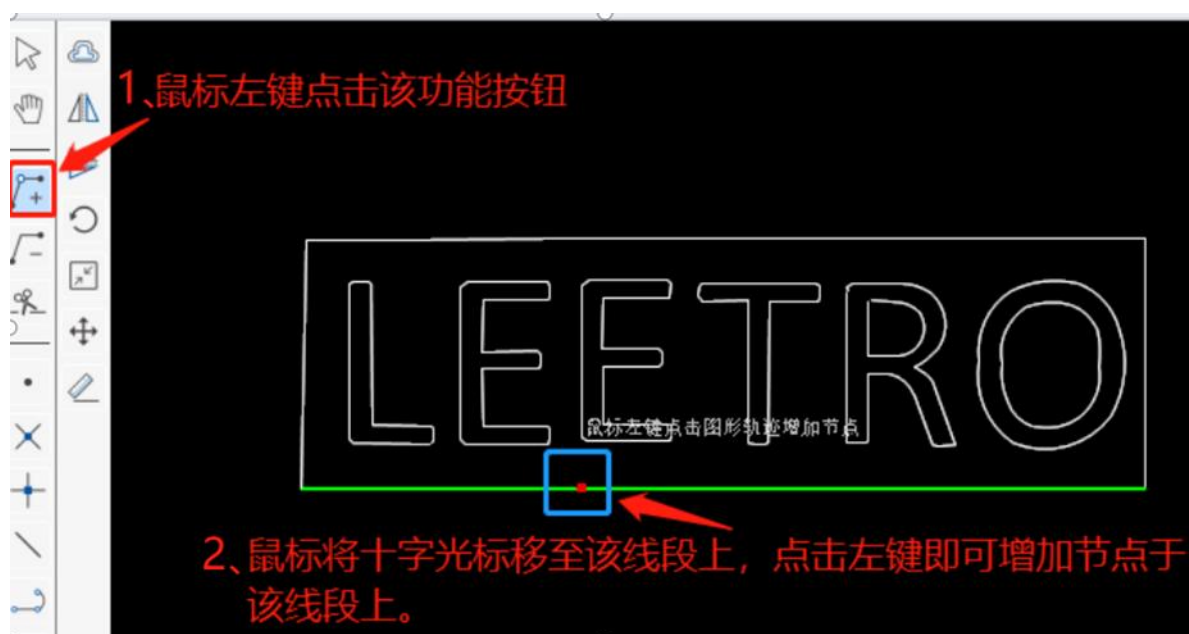 1、鼠标左键点击该功能按钮
LEETRO
鼠标左键点击图形轨迹增加节点
2、鼠标将十字光标移至该线段上，点击左键即可增加节点于
该线段上。